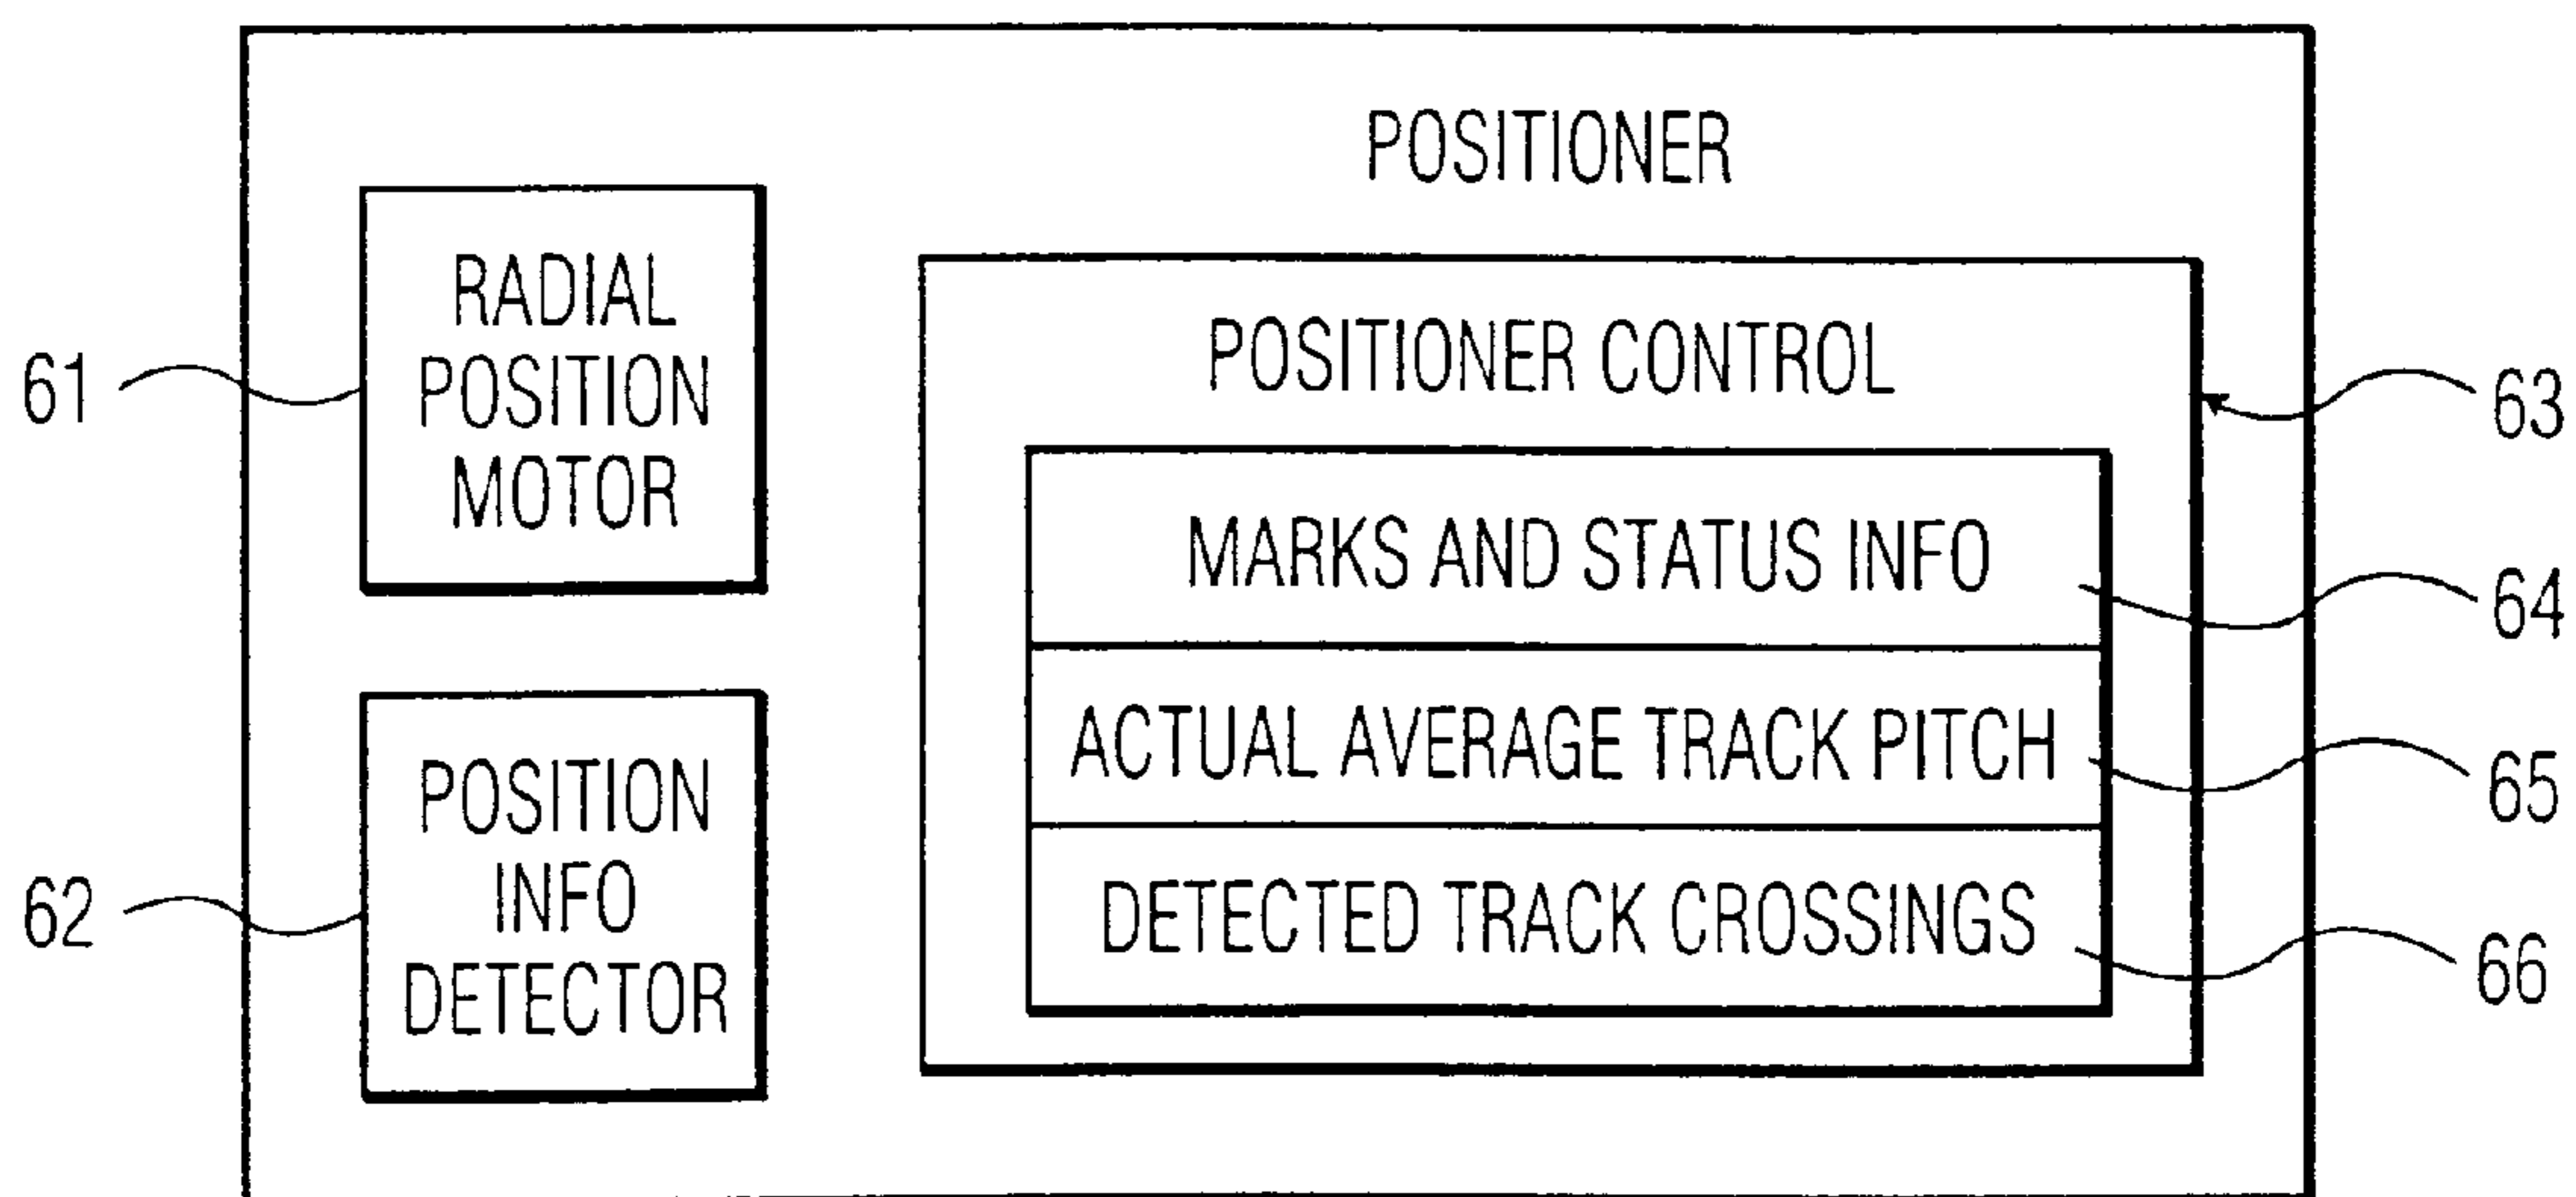 POSITIONER
RADIAL
POSITION
MOTOR
61
POSITION
INFO
DETECTOR
62
POSITIONER CONTROL
63
MARKS AND STATUS INFO
64
ACTUAL AVERAGE TRACK PITCH
65
DETECTED TRACK CROSSINGS
66